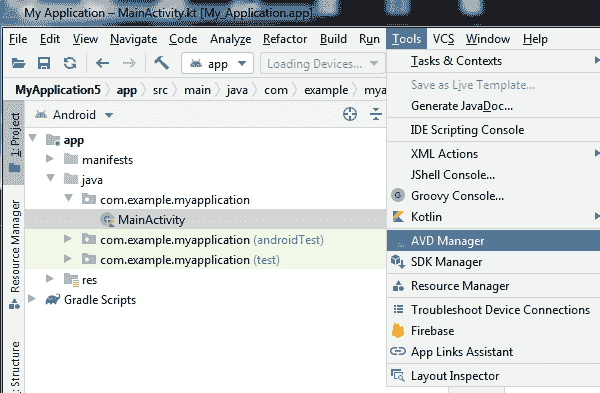 My Application – MainActivity.kt [My_Application.app]
File Edit View Navigate Code Analyze Refactor Build Run Tools VCS Window Help
app Loading Devices...
MyApplication5 app src main java com example mya
Android
1: Project
Resource Manager
: Structure
app
manifests
java
com.example.myapplication
MainActivity
com.example.myapplication (androidTest)
com.example.myapplication (test)
res
Gradle Scripts
Tasks & Contexts
Save as Live Template...
Generate JavaDoc...
IDE Scripting Console
XML Actions
JShell Console...
Groovy Console...
Kotlin
AVD Manager
SDK Manager
Resource Manager
Troubleshoot Device Connections
Firebase
App Links Assistant
Layout Inspector